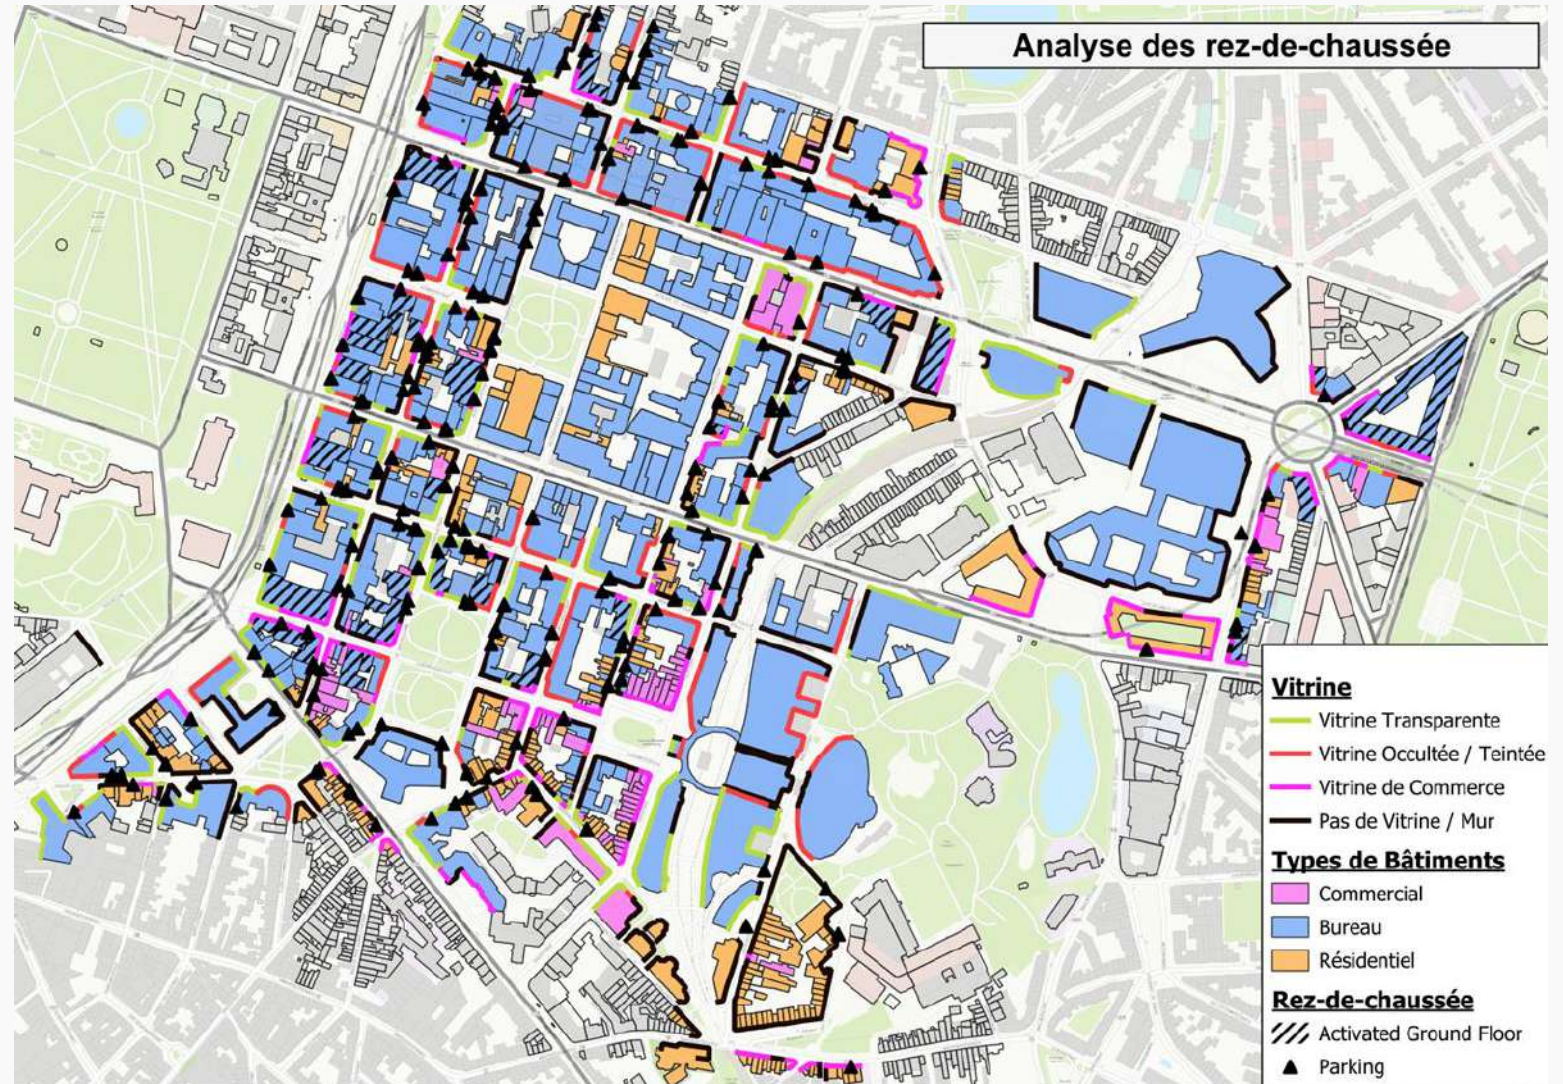 Analyse des rez-de-chaussée
Vitrine
Vitrine Transparente
Vitrine Occultée / Teintée
Vitrine de Commerce
Pas de Vitrine / Mur
Types de Bâtiments
Commercial
Bureau
Résidentiel
Rez-de-chaussée
Activated Ground Floor
Parking